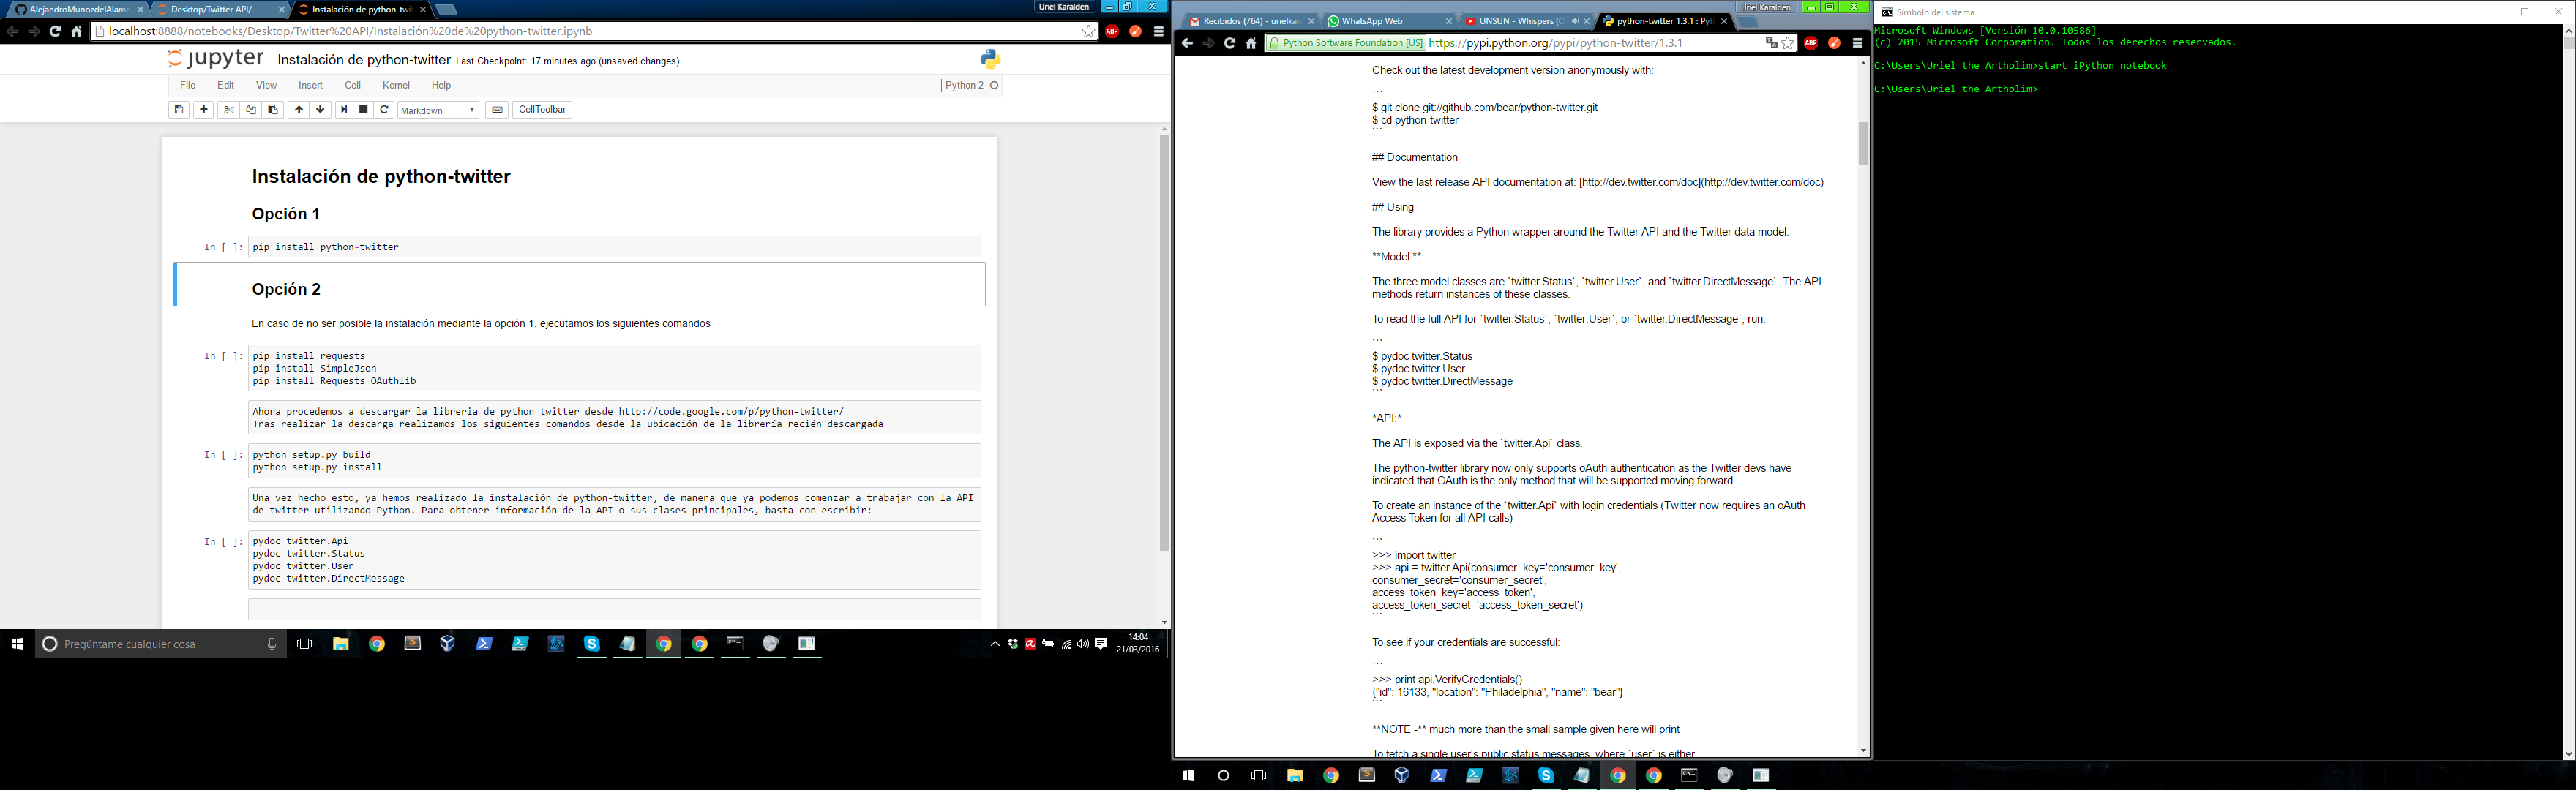 AlejandroMunozdelAlamo
Desktop/Twitter API/
Instalación de python-twi
Uriel Karalden
localhost:8888/notebooks/Desktop/Twitter%20API/Instalación%20de%20python-twitter.ipynb
ABP
jupyter Instalación de python-twitter Last Checkpoint: 17 minutes ago (unsaved changes)
File Edit View Insert Cell Kernel Help Python 2
Markdown CellToolbar
Instalación de python-twitter
Opción 1
In [ ]: pip install python-twitter
Opción 2
En caso de no ser posible la instalación mediante la opción 1, ejecutamos los siguientes comandos
In [ ]: pip install requests
pip install SimpleJson
pip install Requests OAuthlib
Ahora procedemos a descargar la libreria de python twitter desde http://code.google.com/p/python-twitter/
Tras realizar la descarga realizamos los siguientes comandos desde la ubicación de la librería recién descargada
In [ ]: python setup.py build
python setup.py install
Una vez hecho esto, ya hemos realizado la instalación de python-twitter, de manera que ya podemos comenzar a trabajar con la API
de twitter utilizando Python. Para obtener información de la API o sus clases principales, basta con escribir:
In [ ]: pydoc twitter.Api
pydoc twitter.Status
pydoc twitter.User
pydoc twitter.DirectMessage
Pregúntame cualquier cosa
14:04
21/03/2016
Uriel Karalden
Recibidos (764) - urielkar
WhatsApp Web
UNSUN - Whispers (O
python-twitter 1.3.1 : Pyt
Python Software Foundation [US] https://pypi.python.org/pypi/python-twitter/1.3.1
ABP
Check out the latest development version anonymously with:
```
$ git clone git://github.com/bear/python-twitter.git
$ cd python-twitter
```
## Documentation
View the last release API documentation at: [http://dev.twitter.com/doc](http://dev.twitter.com/doc)
## Using
The library provides a Python wrapper around the Twitter API and the Twitter data model.
**Model:**
The three model classes are `twitter.Status`, `twitter.User`, and `twitter.DirectMessage`. The API
methods return instances of these classes.
To read the full API for `twitter.Status`, `twitter.User`, or `twitter.DirectMessage`, run:
```
$ pydoc twitter.Status
$ pydoc twitter.User
$ pydoc twitter.DirectMessage
```
*API:*
The API is exposed via the `twitter.Api` class.
The python-twitter library now only supports oAuth authentication as the Twitter devs have
indicated that OAuth is the only method that will be supported moving forward.
To create an instance of the `twitter.Api` with login credentials (Twitter now requires an oAuth
Access Token for all API calls)
```
>>> import twitter
>>> api = twitter.Api(consumer_key='consumer_key',
consumer_secret='consumer_secret',
access_token_key='access_token',
access_token_secret='access_token_secret')
```
To see if your credentials are successful:
```
>>> print api.VerifyCredentials()
{"id": 16133, "location": "Philadelphia", "name": "bear"}
```
**NOTE -** much more than the small sample given here will print
To fetch a single user's public status messages, where `user` is either
Símbolo del sistema
Microsoft Windows [Versión 10.0.10586]
(c) 2015 Microsoft Corporation. Todos los derechos reservados.
C:\Users\Uriel the Artholim>start iPython notebook
C:\Users\Uriel the Artholim>